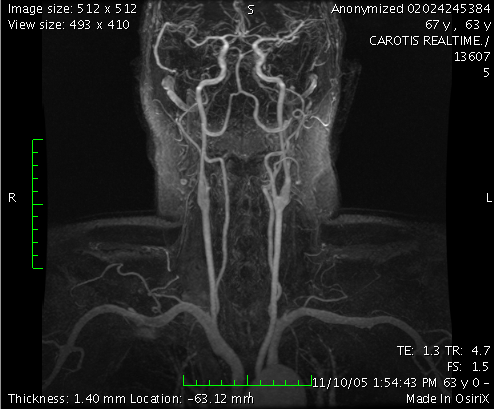 Image size: 512 x 512
View size: 493 x 410
S
Anonymized 02024245384
67 y , 63 y
CAROTIS REALTIME /
13607
5
R
L
TE: 1.3 TR: 4.7
FS: 1.5
11/10/05 1:54:43 PM 63 y 0 –
Thickness: 1.40 mm Location: –63.12 mm
I
Made In OsiriX